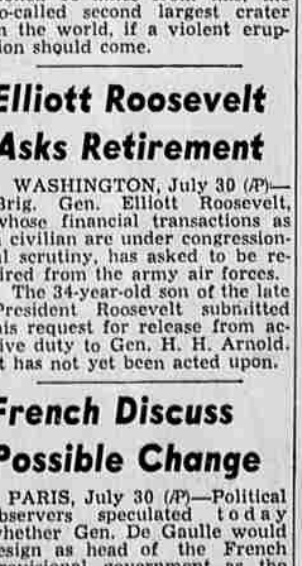 o-called second largest crater
n the world, if a violent erup-
ion should come.
Elliott Roosevelt
Asks Retirement
WASHINGTON, July 30 (AP)—
Brig. Gen. Elliott Roosevelt,
whose financial transactions as
a civilian are under congression-
al scrutiny, has asked to be re-
tired from the army air forces.
The 34-year-old son of the late
President Roosevelt submitted
his request for release from ac-
tive duty to Gen. H. H. Arnold.
It has not yet been acted upon.
French Discuss
Possible Change
PARIS, July 30 (AP)—Political
observers speculated today
whether Gen. De Gaulle would
resign as head of the French